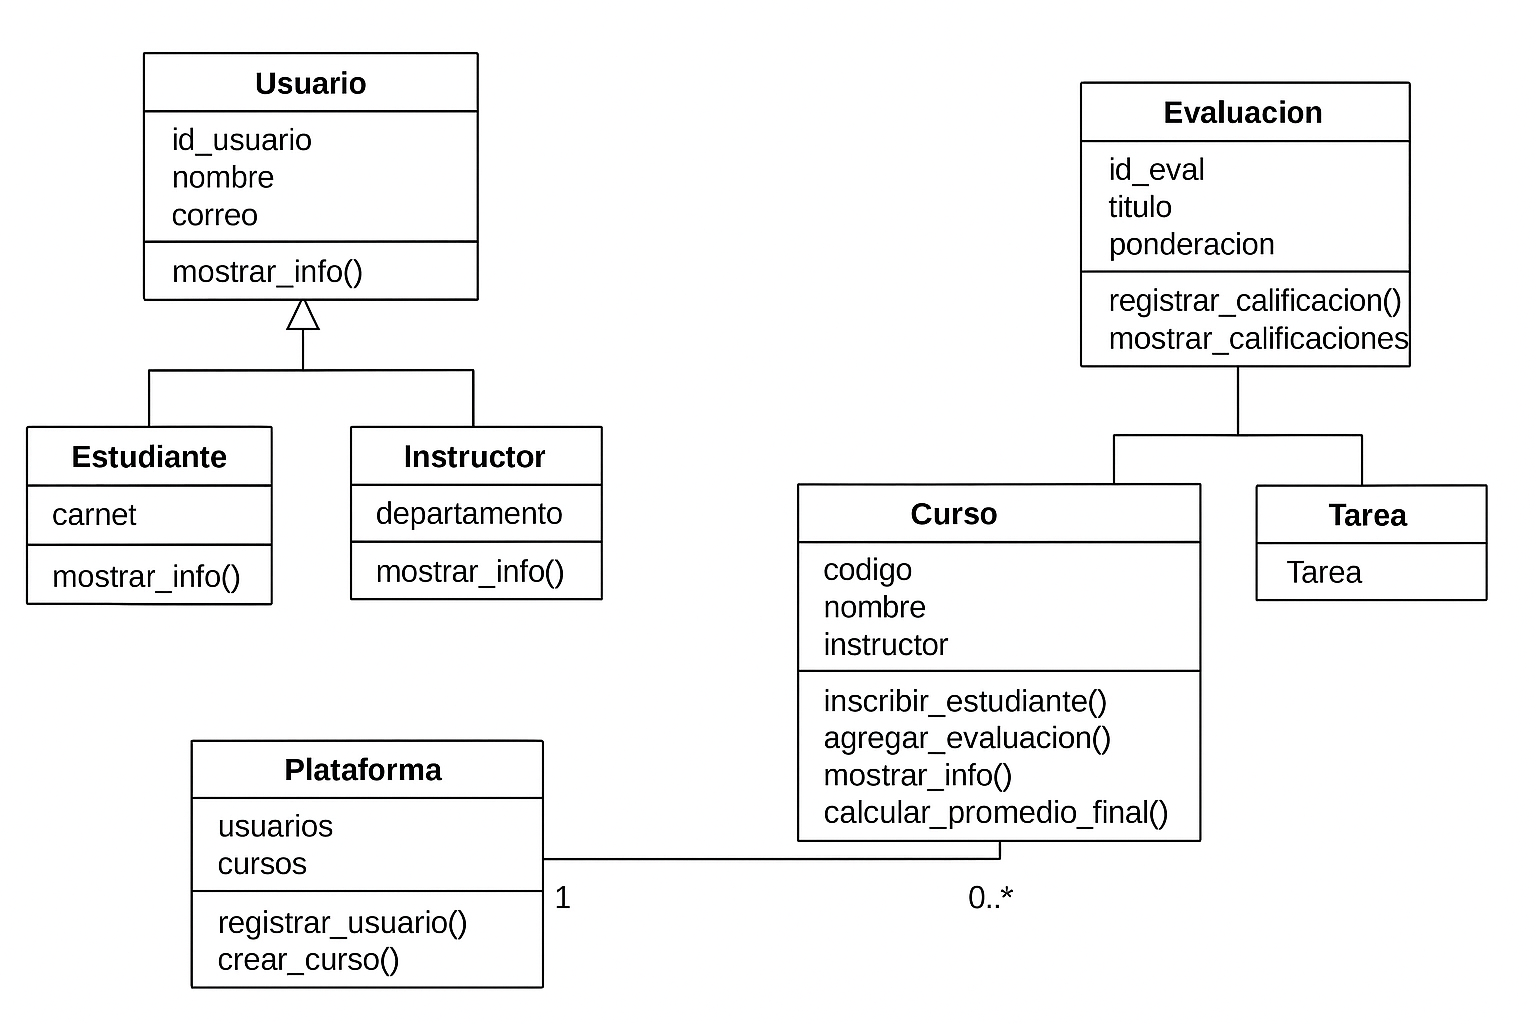 Usuario
id_usuario
nombre
correo
mostrar_info()
Evaluacion
id_eval
titulo
ponderacion
registrar_calificacion()
mostrar_calificaciones
Estudiante
carnet
mostrar_info()
Instructor
departamento
mostrar_info()
Curso
codigo
nombre
instructor
inscribir_estudiante()
agregar_evaluacion()
mostrar_info()
calcular_promedio_final()
Tarea
Tarea
Plataforma
usuarios
cursos
registrar_usuario()
crear_curso()
1
0..*